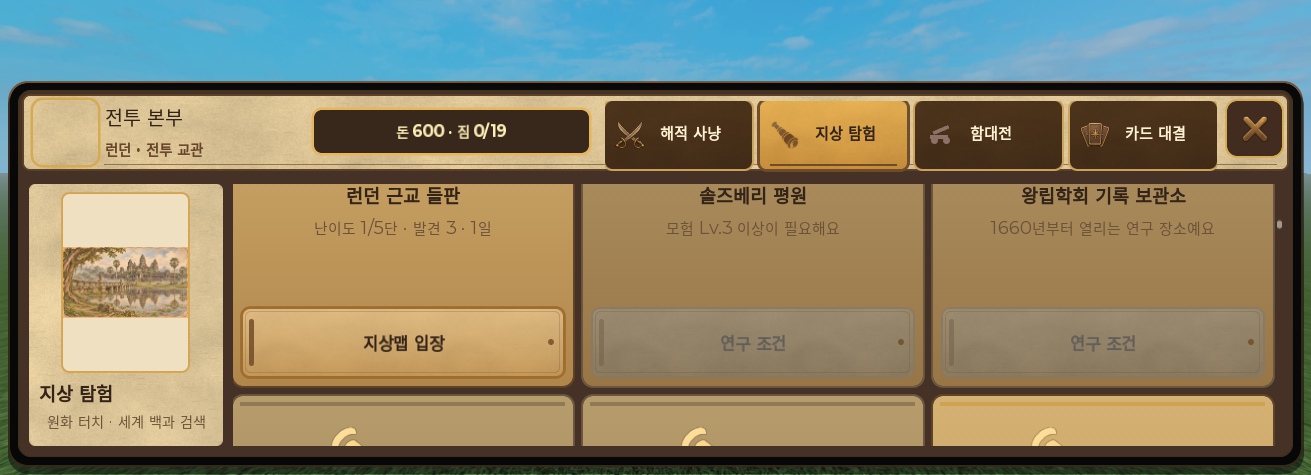 전투 본부
런던 · 전투 교관
돈 600 · 짐 0/19
해적 사냥
지상 탐험
함대전
카드 대결
지상 탐험
원화 터치 · 세계 백과 검색
런던 근교 들판
난이도 1/5단 · 발견 3 · 1일
지상맵 입장
솔즈베리 평원
모험 Lv.3 이상이 필요해요
연구 조건
왕립학회 기록 보관소
1660년부터 열리는 연구 장소예요
연구 조건